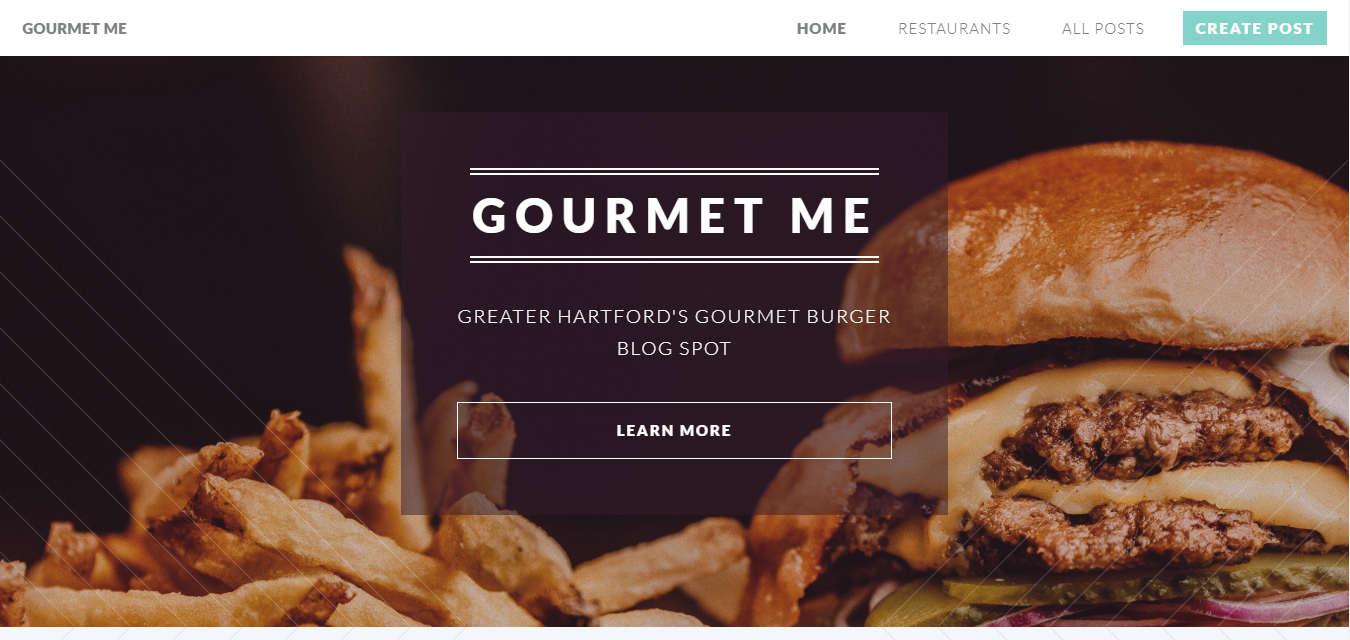 GOURMET ME
HOME RESTAURANTS ALL POSTS CREATE POST
GOURMET ME
GREATER HARTFORD'S GOURMET BURGER
BLOG SPOT
LEARN MORE